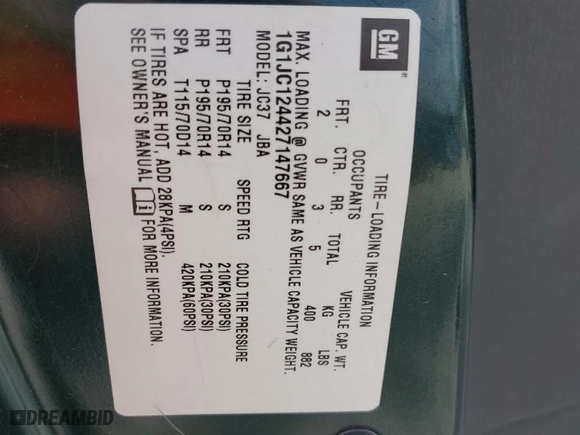 GM
®
TIRE-LOADING INFORMATION
OCCUPANTS VEHICLE CAP. WT.
FRT. CTR. RR. TOTAL KG LBS
2 0 3 5 400 882
MAX. LOADING @ GVWR SAME AS VEHICLE CAPACITY WEIGHT.
1G1JC124427147667
MODEL: JC37 JBA
TIRE SIZE SPEED RTG COLD TIRE PRESSURE
FRT P195/70R14 S 210KPA(30PSI)
RR P195/70R14 S 210KPA(30PSI)
SPA T115/70D14 M 420KPA(60PSI)
IF TIRES ARE HOT, ADD 28KPA(4PSI).
SEE OWNER'S MANUAL i FOR MORE INFORMATION.
DREAMBID